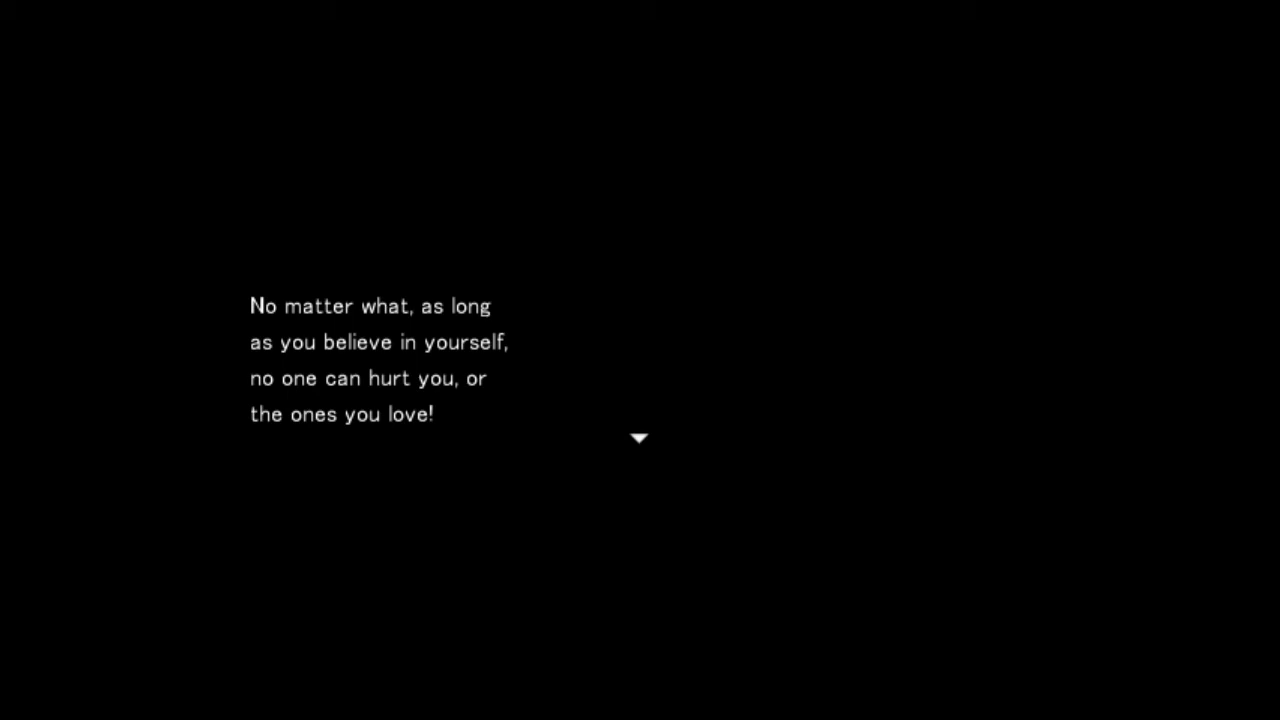 No matter what, as long
as you believe in yourself,
no one can hurt you, or
the ones you love!